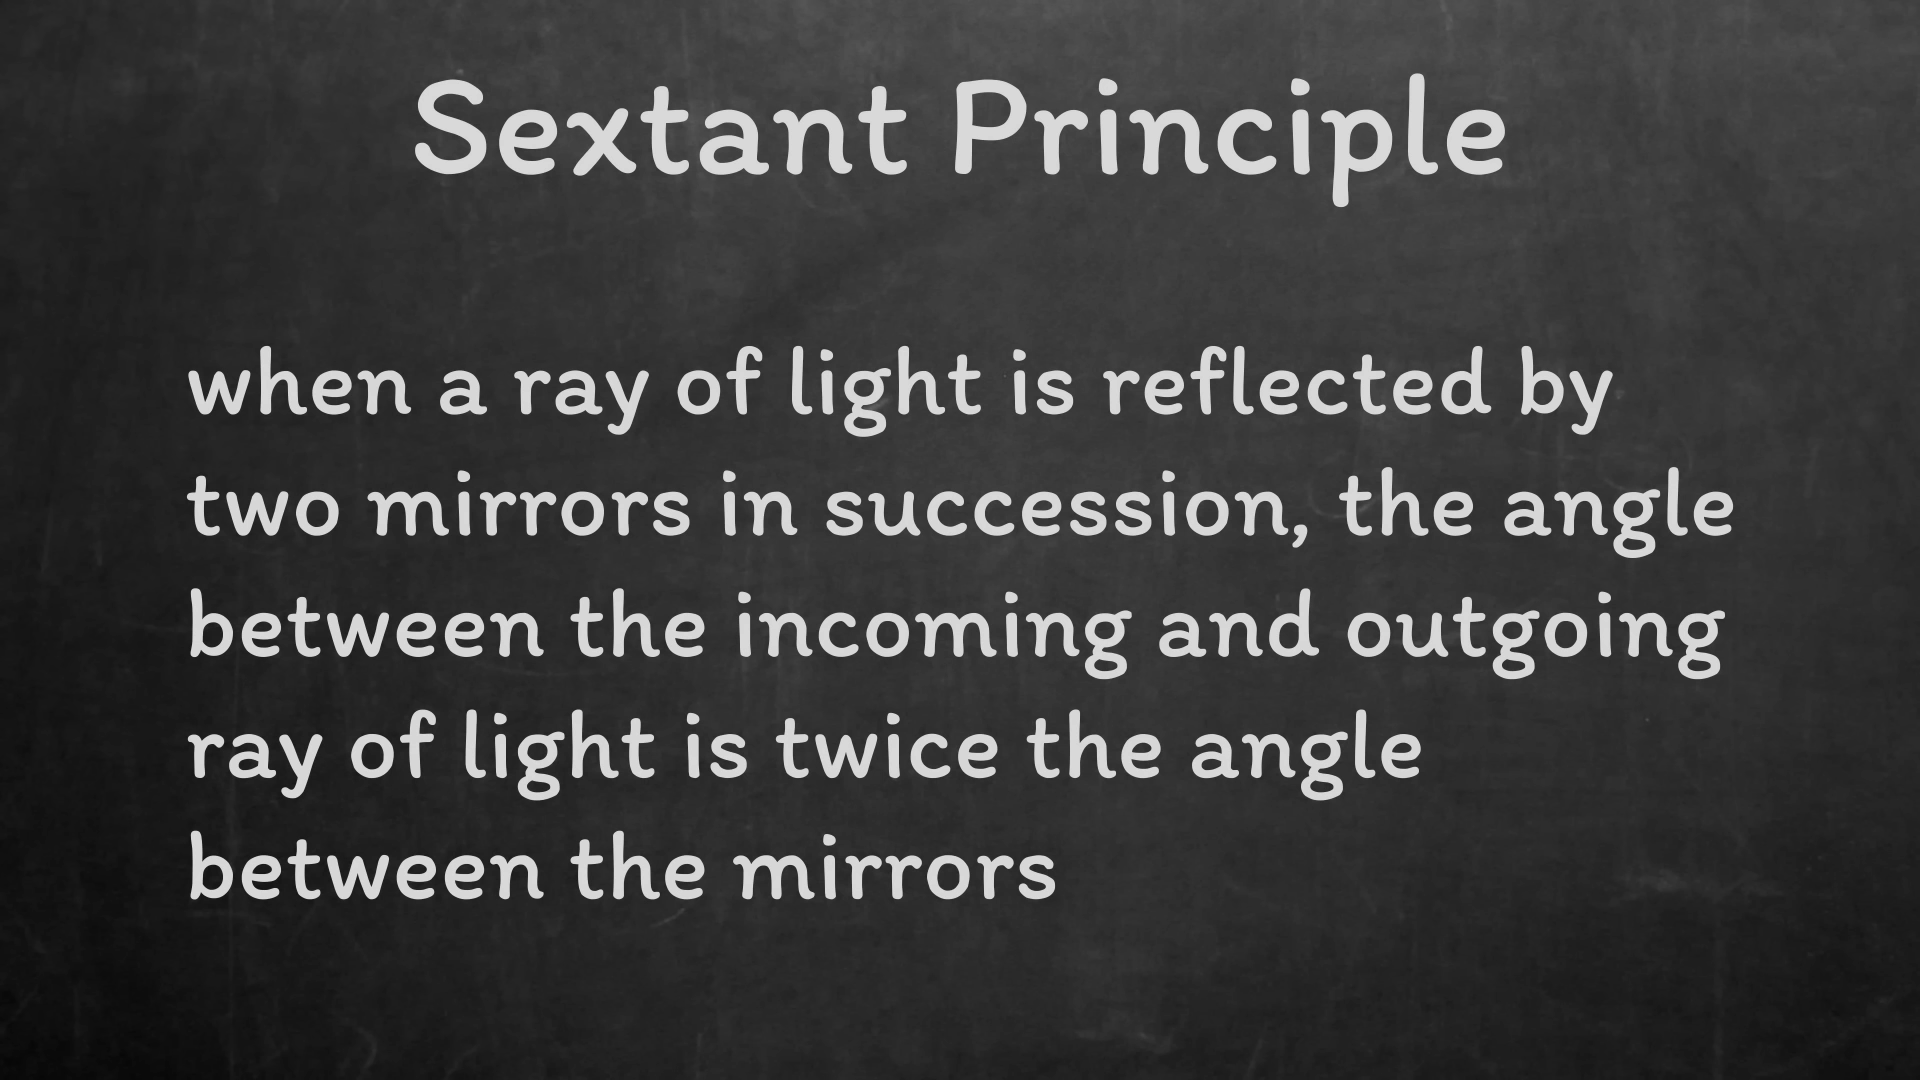 Sextant Principle
when a ray of light is reflected by
two mirrors in succession, the angle
between the incoming and outgoing
ray of light is twice the angle
between the mirrors